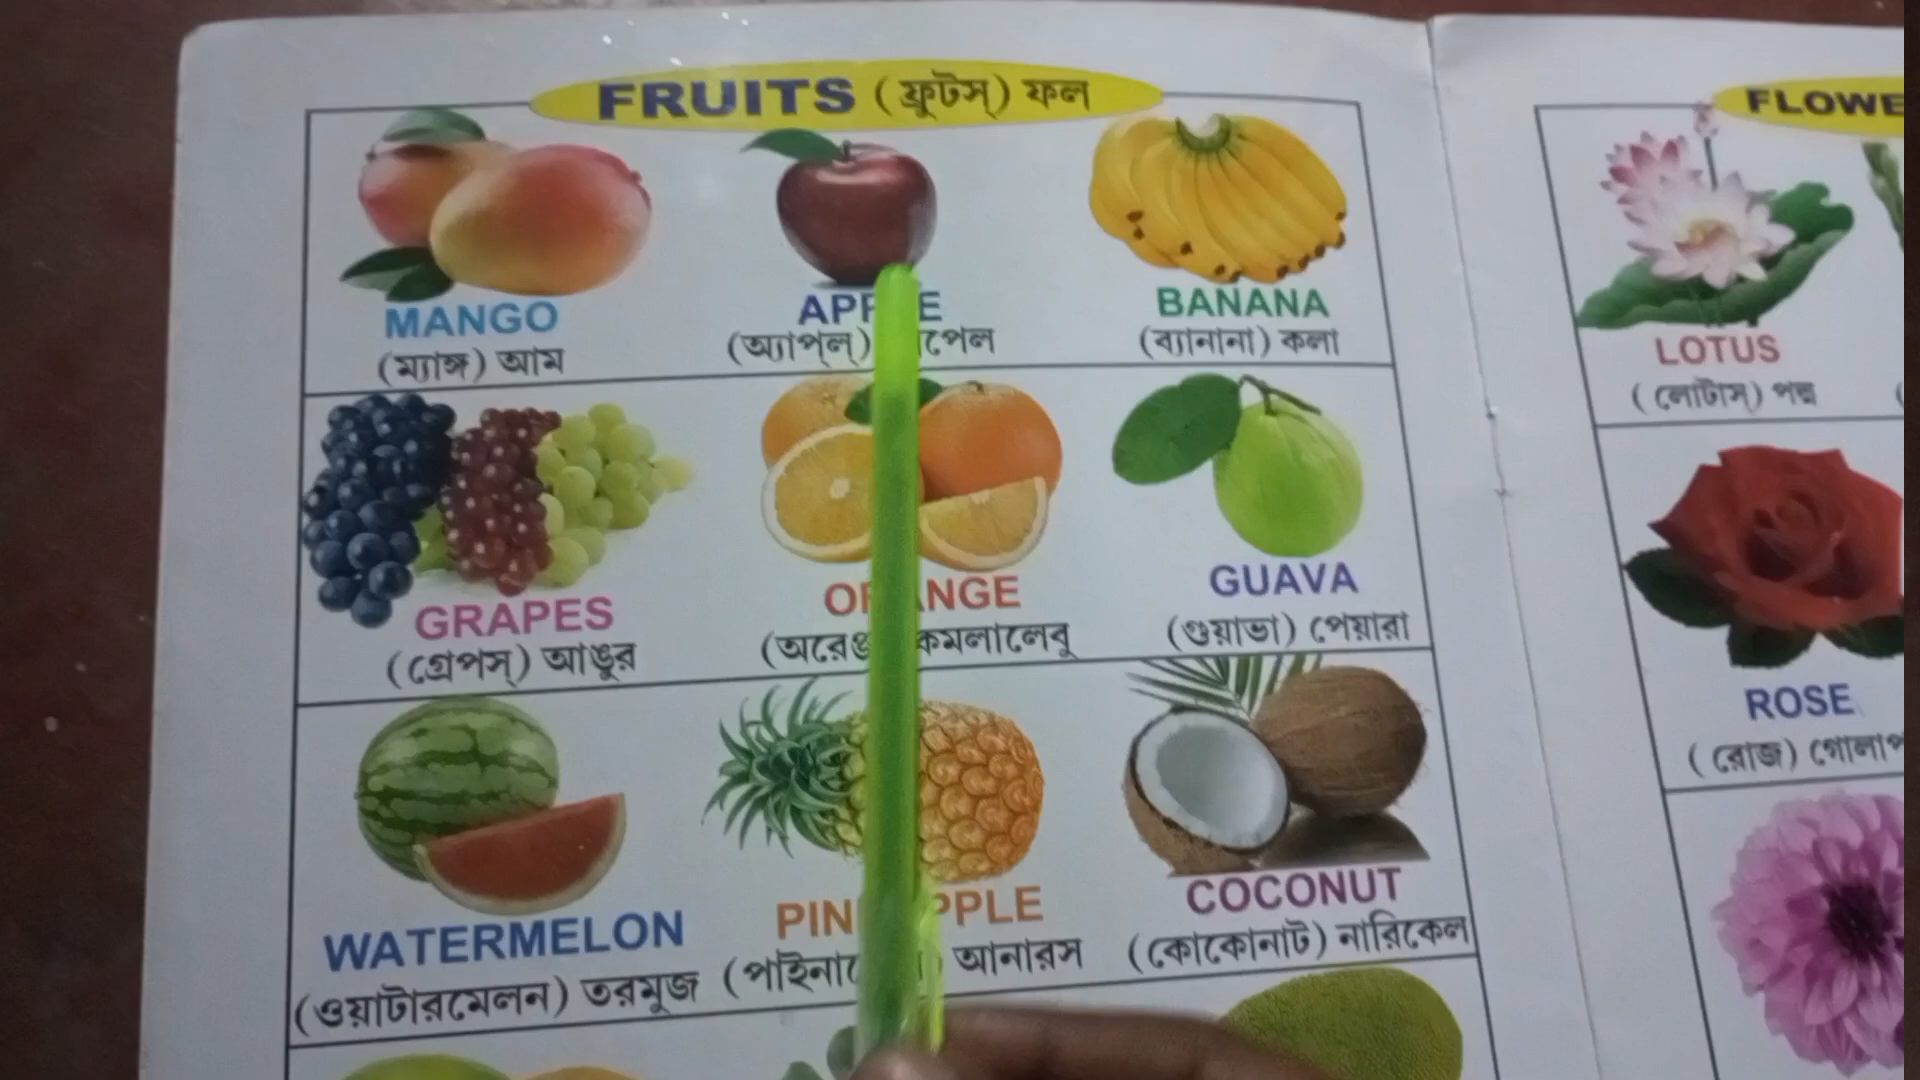 FRUITS (ফ্রুটস্) ফল
MANGO
(ম্যাঙ্গ) আম
(অ্যাপ্‌ল্)
BANANA
(ব্যানানা) কলা
GRAPES
(গ্রেপস্) আঙুর
কমলালেবু
GUAVA
(গুয়াভা) পেয়ারা
WATERMELON
(ওয়াটারমেলন) তরমুজ
আনারস
COCONUT
(কোকোনাট) নারিকেল
LOTUS
(লোটাস্) পদ্ম
ROSE
(রোজ)